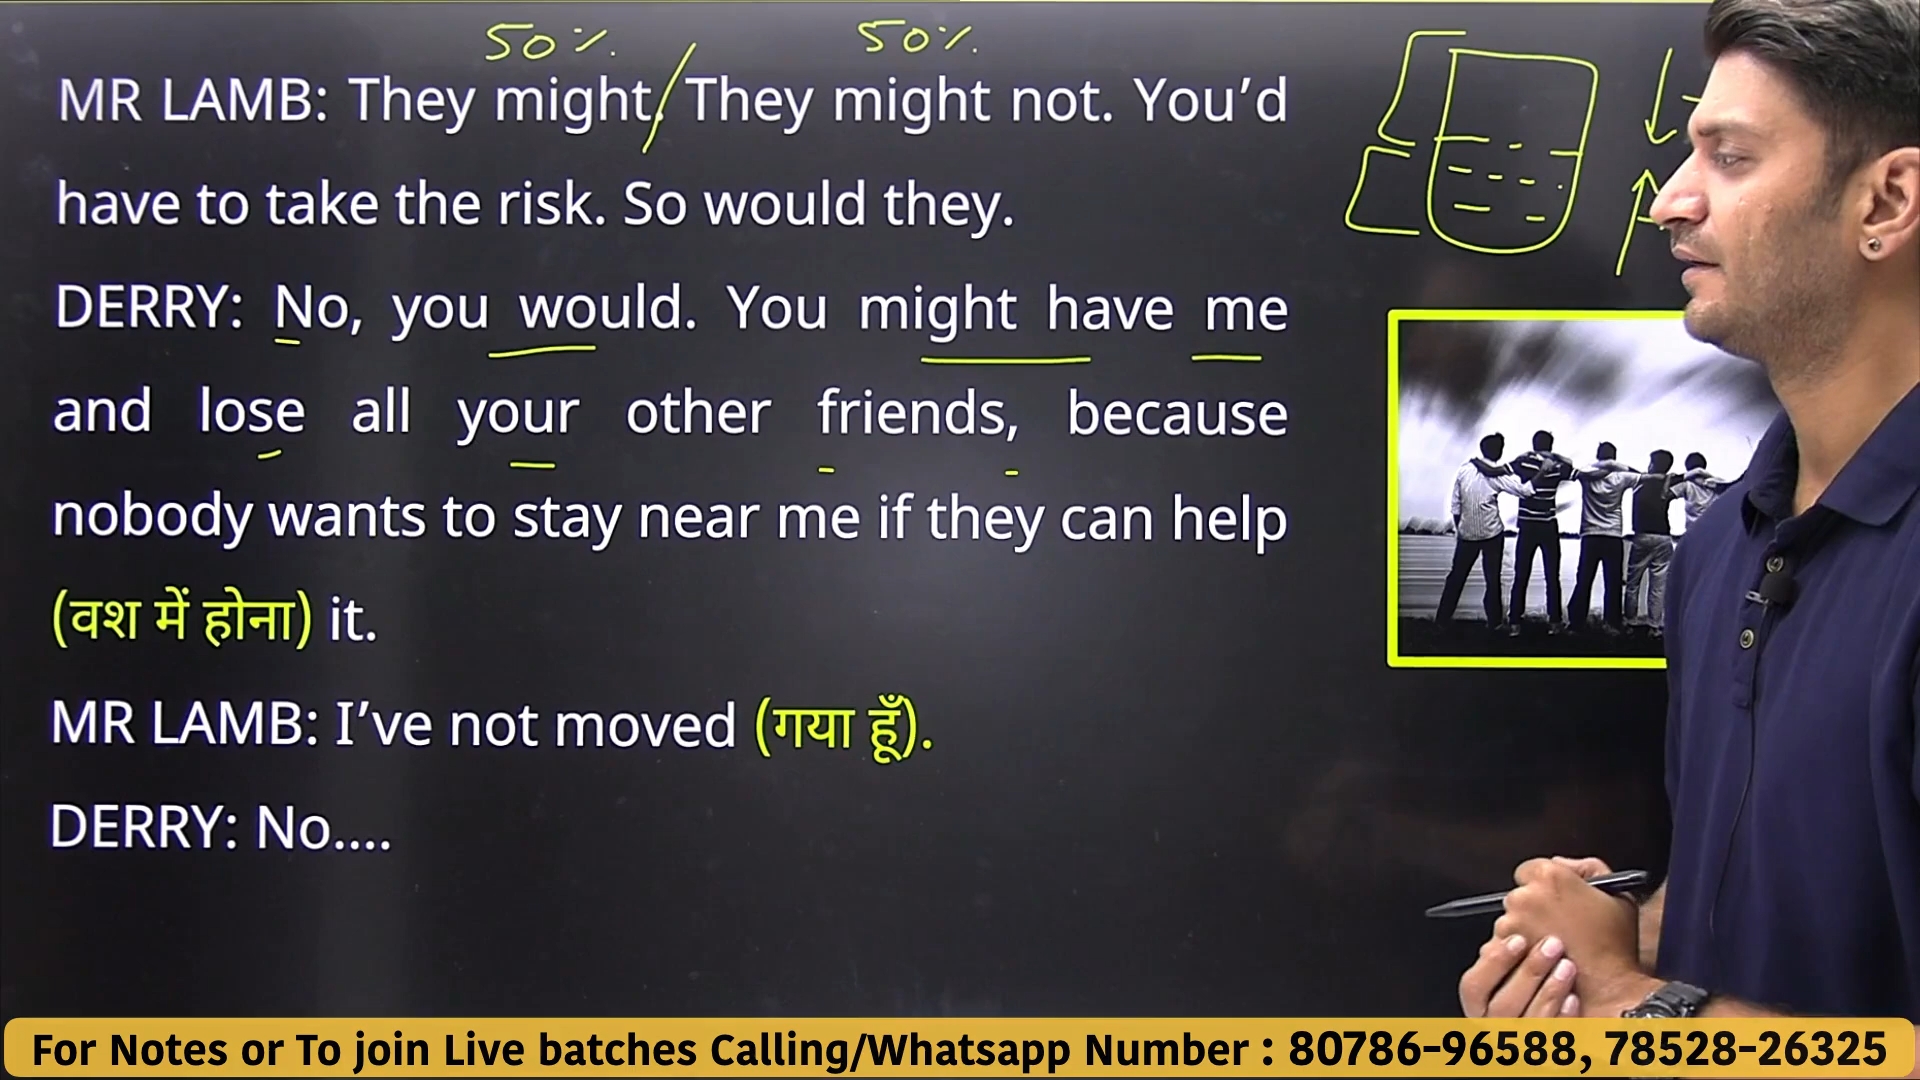 50%. 50%.
MR LAMB: They might. They might not. You’d
have to take the risk. So would they.
DERRY: No, you would. You might have me
and lose all your other friends, because
nobody wants to stay near me if they can help
(वश में होना) it.
MR LAMB: I’ve not moved (गया हूँ).
DERRY: No....
For Notes or To join Live batches Calling/Whatsapp Number : 80786-96588, 78528-26325